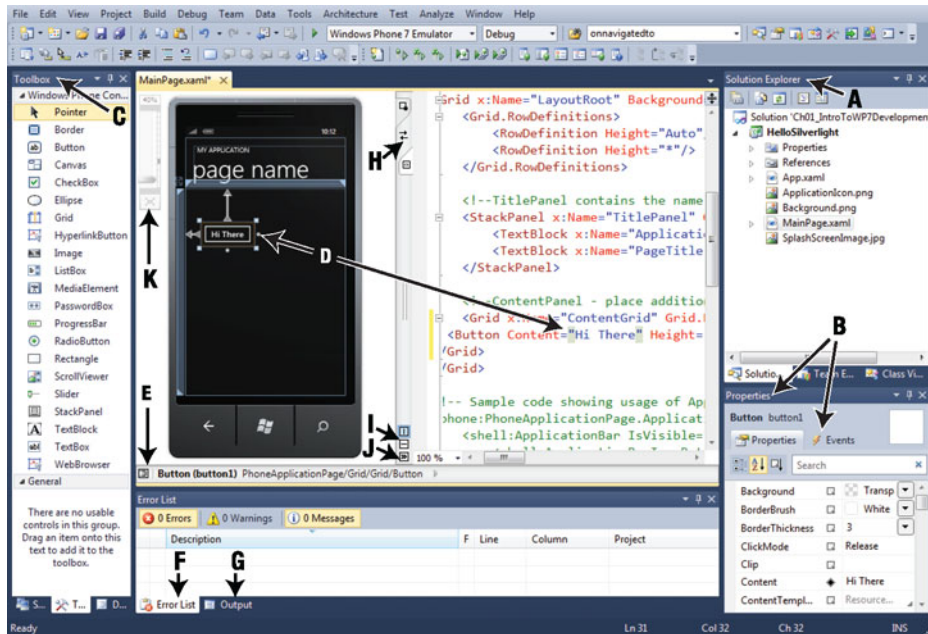 File Edit View Project Build Debug Team Data Tools Architecture Test Analyze Window Help
Windows Phone 7 Emulator Debug onnavigatedto
Toolbox
C
Windows Phone Con...
Pointer
Border
Button
Canvas
CheckBox
Ellipse
Grid
HyperlinkButton
Image
ListBox
MediaElement
PasswordBox
ProgressBar
RadioButton
Rectangle
ScrollViewer
Slider
StackPanel
TextBlock
TextBox
WebBrowser
General
There are no usable
controls in this group.
Drag an item onto this
text to add it to the
toolbox.
S... T... D...
MainPage.xaml*
40%
K
E
10:12
MY APPLICATION
page name
Hi There
D
H
I
J
Grid x:Name="LayoutRoot" Background
<Grid.RowDefinitions>
<RowDefinition Height="Auto"
<RowDefinition Height="*"/>
</Grid.RowDefinitions>
<!--TitlePanel contains the name
<StackPanel x:Name="TitlePanel"
<TextBlock x:Name="Applicati
<TextBlock x:Name="PageTitle
</StackPanel>
<!--ContentPanel - place addition
<Grid x:Name="ContentGrid" Grid.
<Button Content="Hi There" Height=
/Grid>
/Grid>
!-- Sample code showing usage of Ap
phone:PhoneApplicationPage.Applicat
<shell:ApplicationBar IsVisible=
100 %
Button (button1) PhoneApplicationPage/Grid/Grid/Button
Error List
0 Errors 0 Warnings 0 Messages
Description F Line Column Project
F G
Error List Output
Solution Explorer
A
Solution 'Ch01_IntroToWP7Developmen
HelloSilverlight
Properties
References
App.xaml
ApplicationIcon.png
Background.png
MainPage.xaml
SplashScreenImage.jpg
B
Solutio... Team E... Class Vi...
Properties
Button button1
Properties Events
Search
Background Transp
BorderBrush White
BorderThickness 3
ClickMode Release
Clip
Content Hi There
ContentTempl... Resource...
Ready Ln 31 Col 32 Ch 32 INS